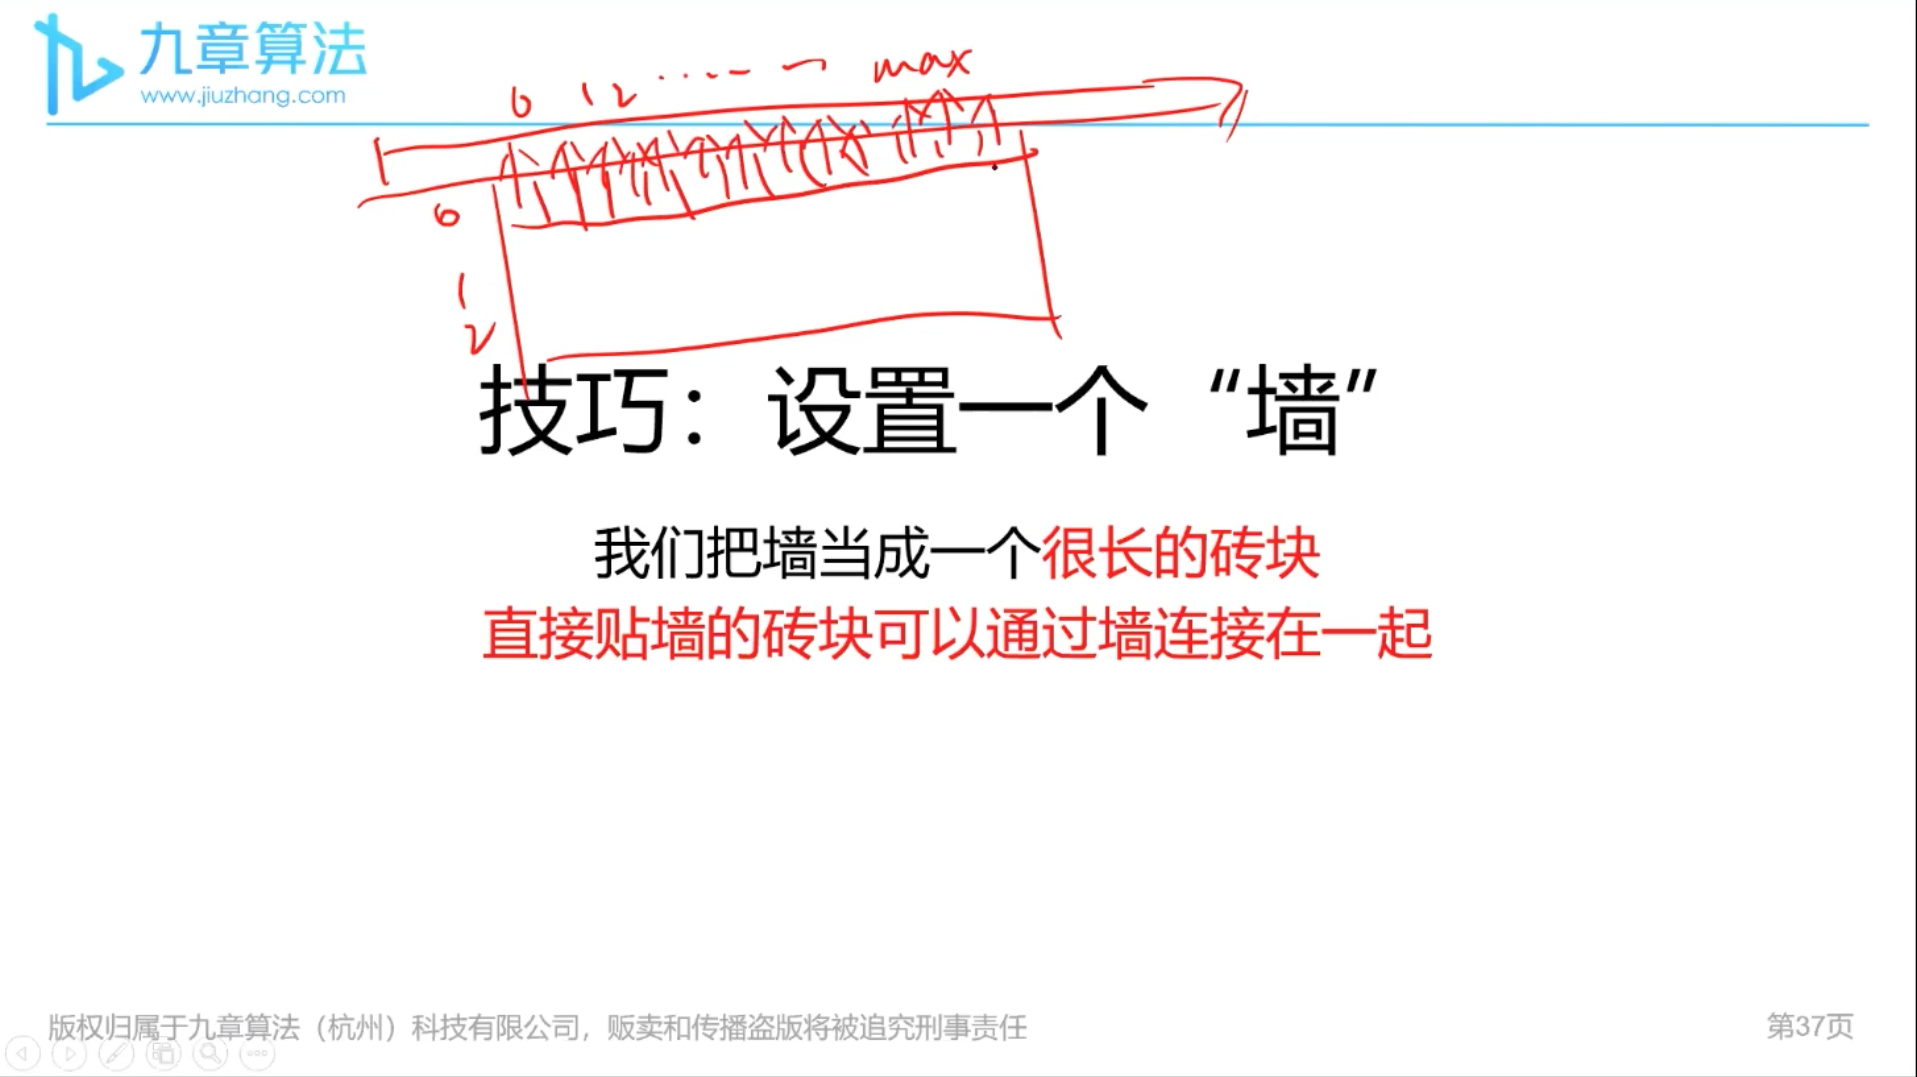 九章算法
www.jiuzhang.com
0 1 2 ...... max
0
1
2
技巧：设置一个“墙”
我们把墙当成一个很长的砖块
直接贴墙的砖块可以通过墙连接在一起
版权归属于九章算法（杭州）科技有限公司，贩卖和传播盗版将被追究刑事责任
第37页